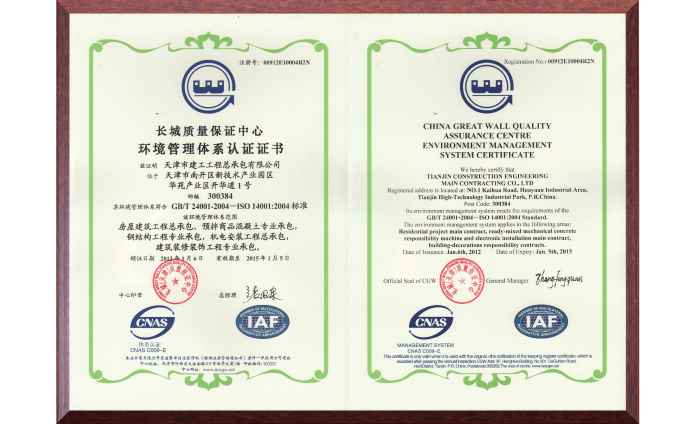 注册号: 00912E10004R2N
长城质量保证中心
环境管理体系认证证书
兹证明 天津市建工工程总承包有限公司
位于 天津市南开区新技术产业园区
华苑产业区开华道1号
邮编 300384
其环境管理体系符合 GB/T 24001-2004—ISO 14001:2004 标准
该环境管理体系范围
房屋建筑工程总承包, 预拌商品混凝土专业承包,
钢结构工程专业承包, 机电安装工程总承包,
建筑装修装饰工程专业承包。
颁证日期 2012年1月6日 有效期至 2015年1月5日
中心印章
总经理
CNAS
IAF
体系认证
CNAS C009-E
Registration No.: 00912E10004R2N
CHINA GREAT WALL QUALITY
ASSURANCE CENTRE
ENVIRONMENT MANAGEMENT
SYSTEM CERTIFICATE
We hereby certify that
TIANJIN CONSTRUCTION ENGINEERING
MAIN CONTRACTING CO., LTD
Registered address is located at: NO.1 Kaihua Road, Huayuan Industrial Area,
Tianjin High-Technology Industrial Park, P.R.China.
Post Code: 300384
Its environment management system meets the requirements of the
GB/T 24001-2004—ISO14001:2004 Standard.
The environment management system applies in the following areas:
Residential project main contract, ready-mixed mechanical concrete
responsibility machine and electronic installation main contract,
building-decorations responsibility contracts.
Date of Issuance: Jan.6th, 2012 Date of Expiry: Jan. 5th, 2015
Official Seal of CGW
General Manager
CNAS
IAF
MANAGEMENT SYSTEM
CNAS C009-E